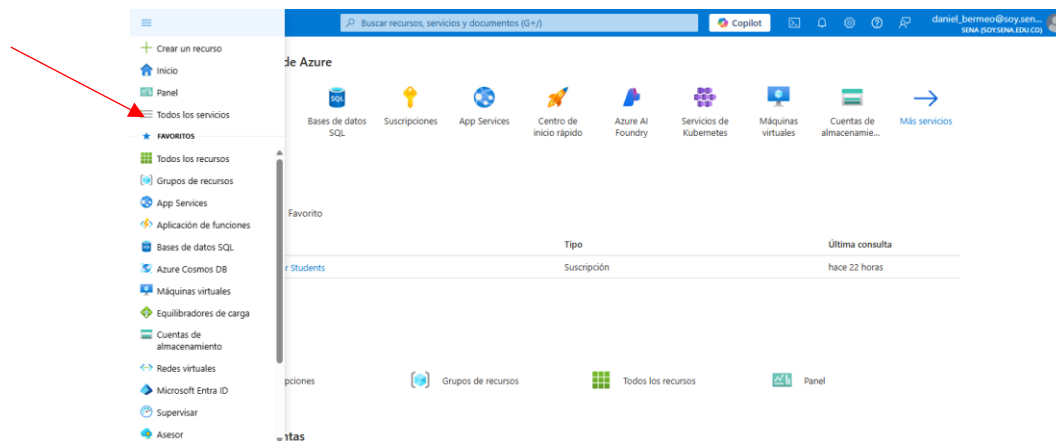 Buscar recursos, servicios y documentos (G+/)
Copilot
daniel_bermeo@soy.sen...
SENA (SOY.SENA.EDU.CO)
Crear un recurso
Inicio
Panel
Todos los servicios
FAVORITOS
Todos los recursos
Grupos de recursos
App Services
Aplicación de funciones
Bases de datos SQL
Azure Cosmos DB
Máquinas virtuales
Equilibradores de carga
Cuentas de
almacenamiento
Redes virtuales
Microsoft Entra ID
Supervisar
Asesor
de Azure
SQL
Bases de datos
SQL
Suscripciones
App Services
Centro de
inicio rápido
Azure AI
Foundry
Servicios de
Kubernetes
Máquinas
virtuales
Cuentas de
almacenamie...
Más servicios
Favorito
Tipo
Última consulta
r Students
Suscripción
hace 22 horas
pciones
Grupos de recursos
Todos los recursos
Panel
ntas